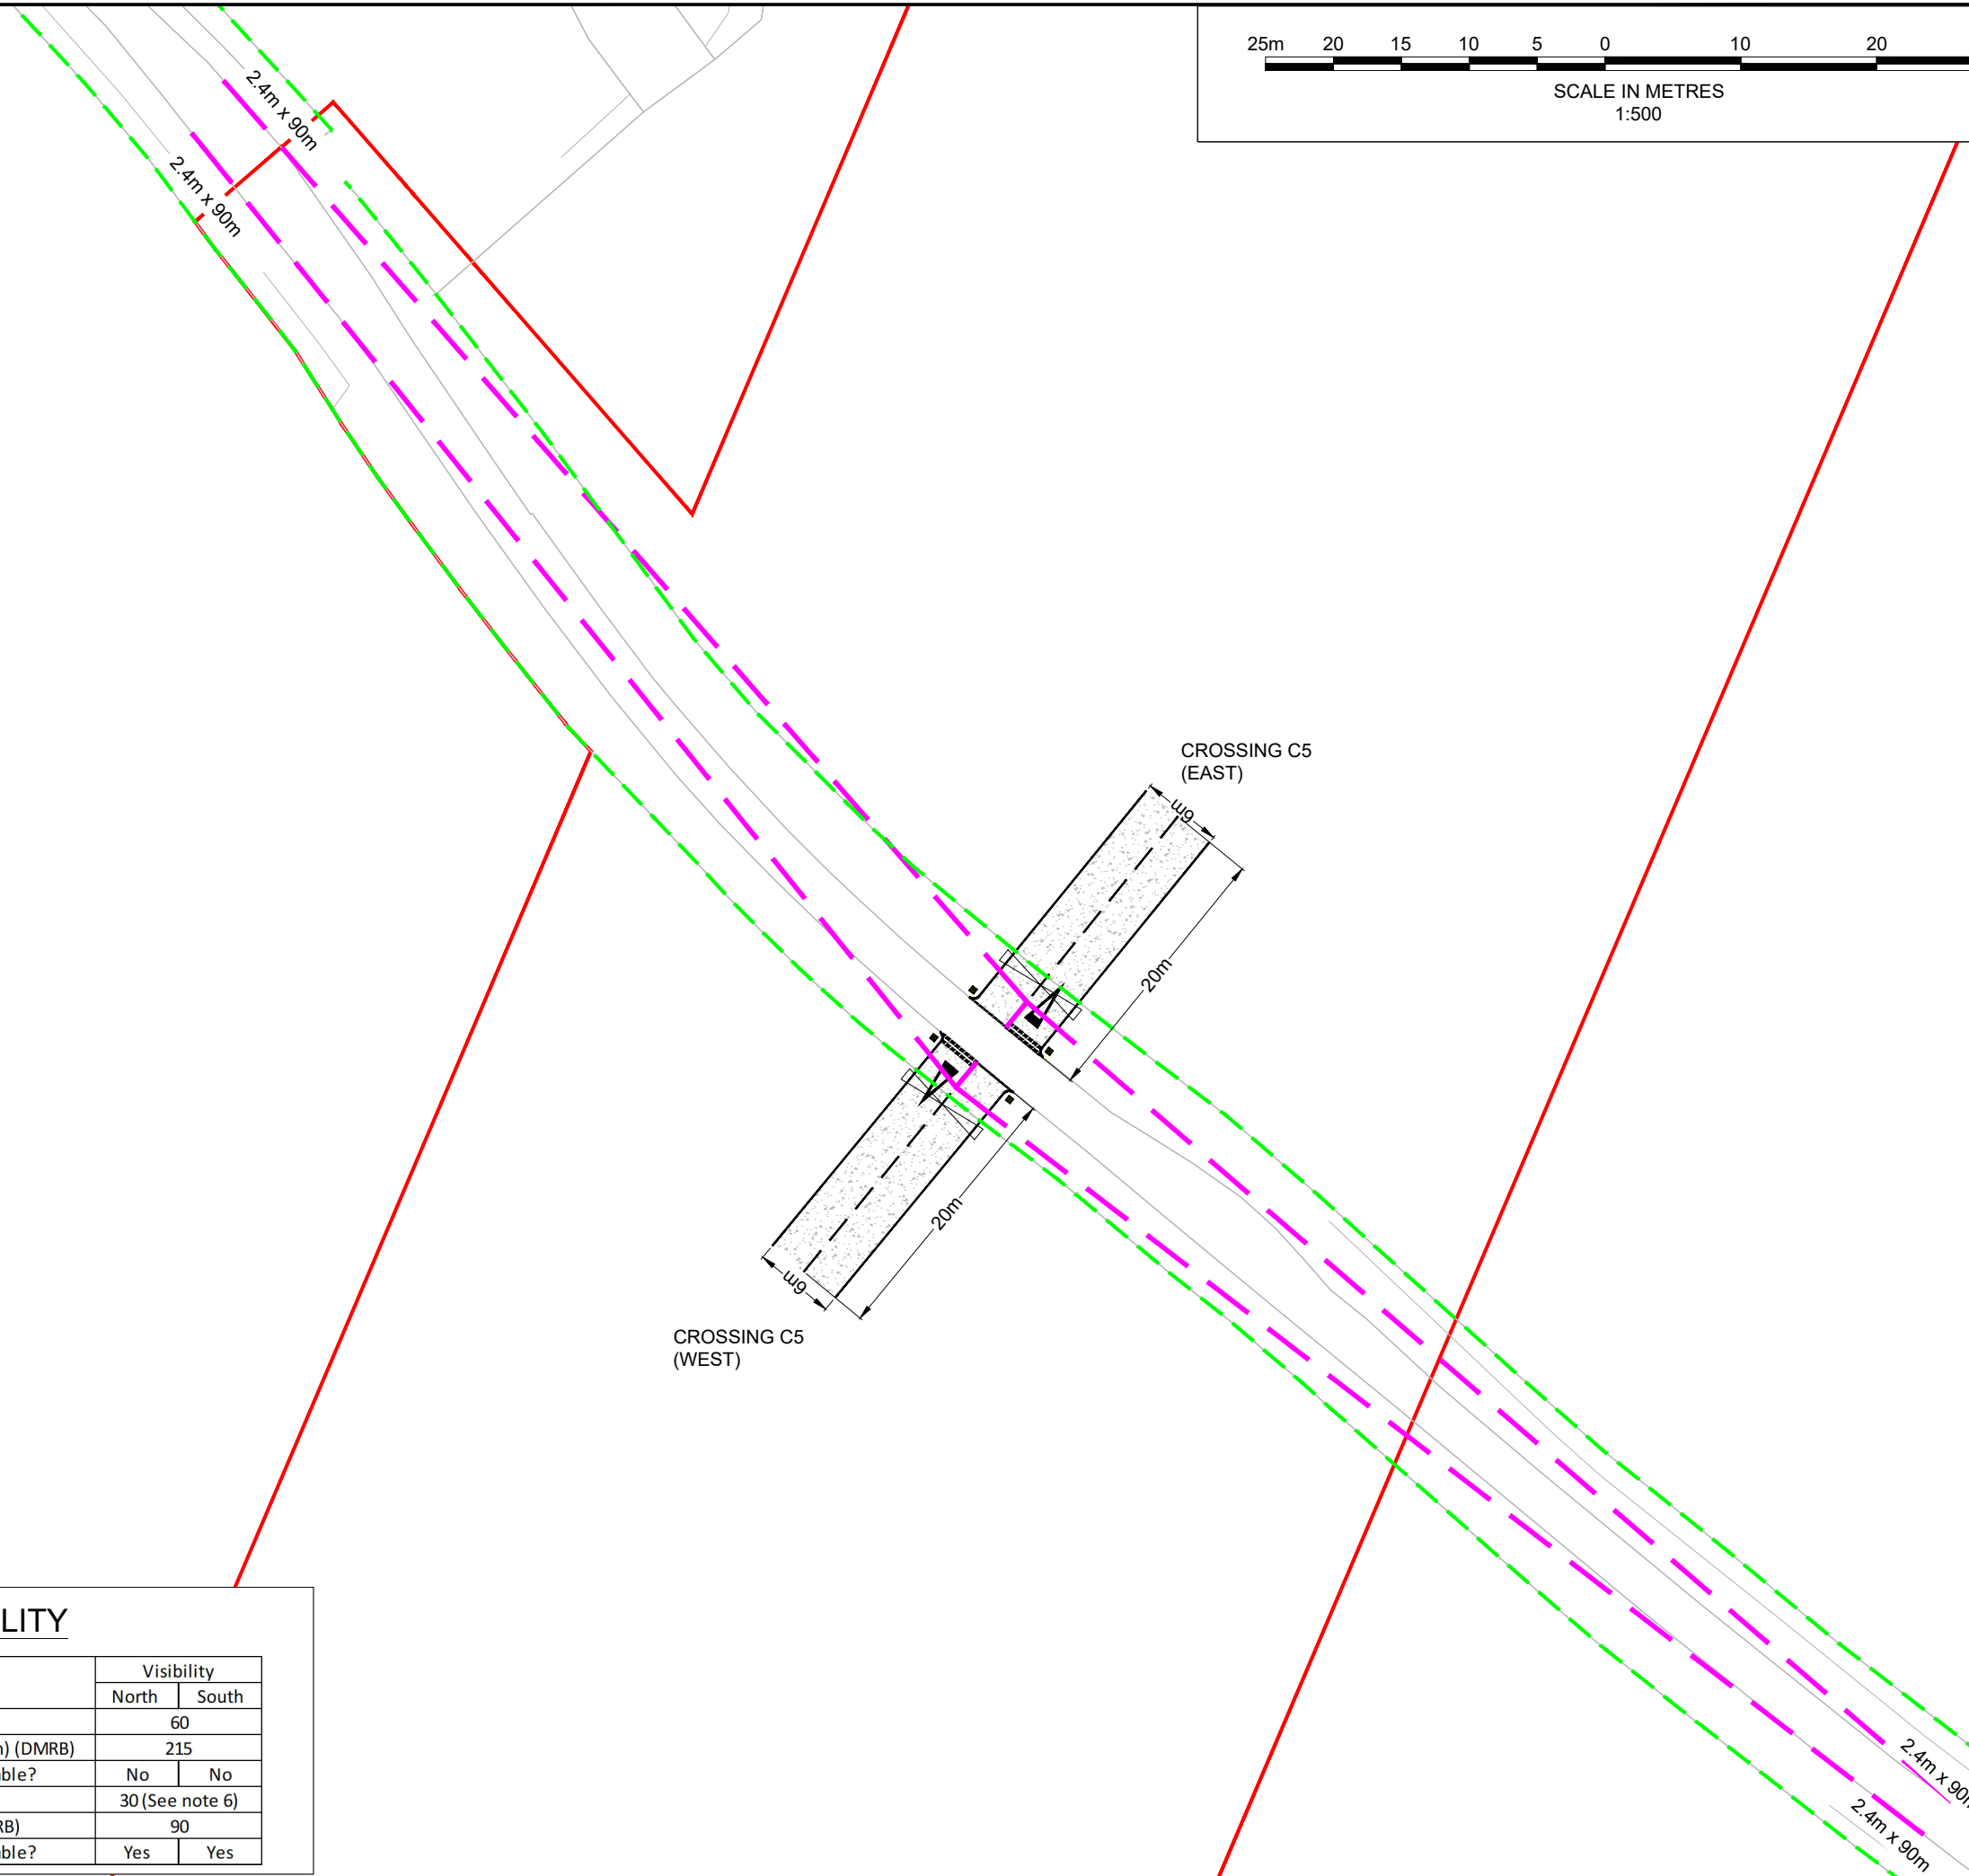 25m 20 15 10 5 0 10 20
SCALE IN METRES
1:500
2.4m x 90m
2.4m x 90m
CROSSING C5
(EAST)
6m
20m
20m
6m
CROSSING C5
(WEST)
2.4m x 90m
2.4m x 90m
LITY
Visibility
North South
60
) (DMRB) 215
ble? No No
30 (See note 6)
RB) 90
ble? Yes Yes